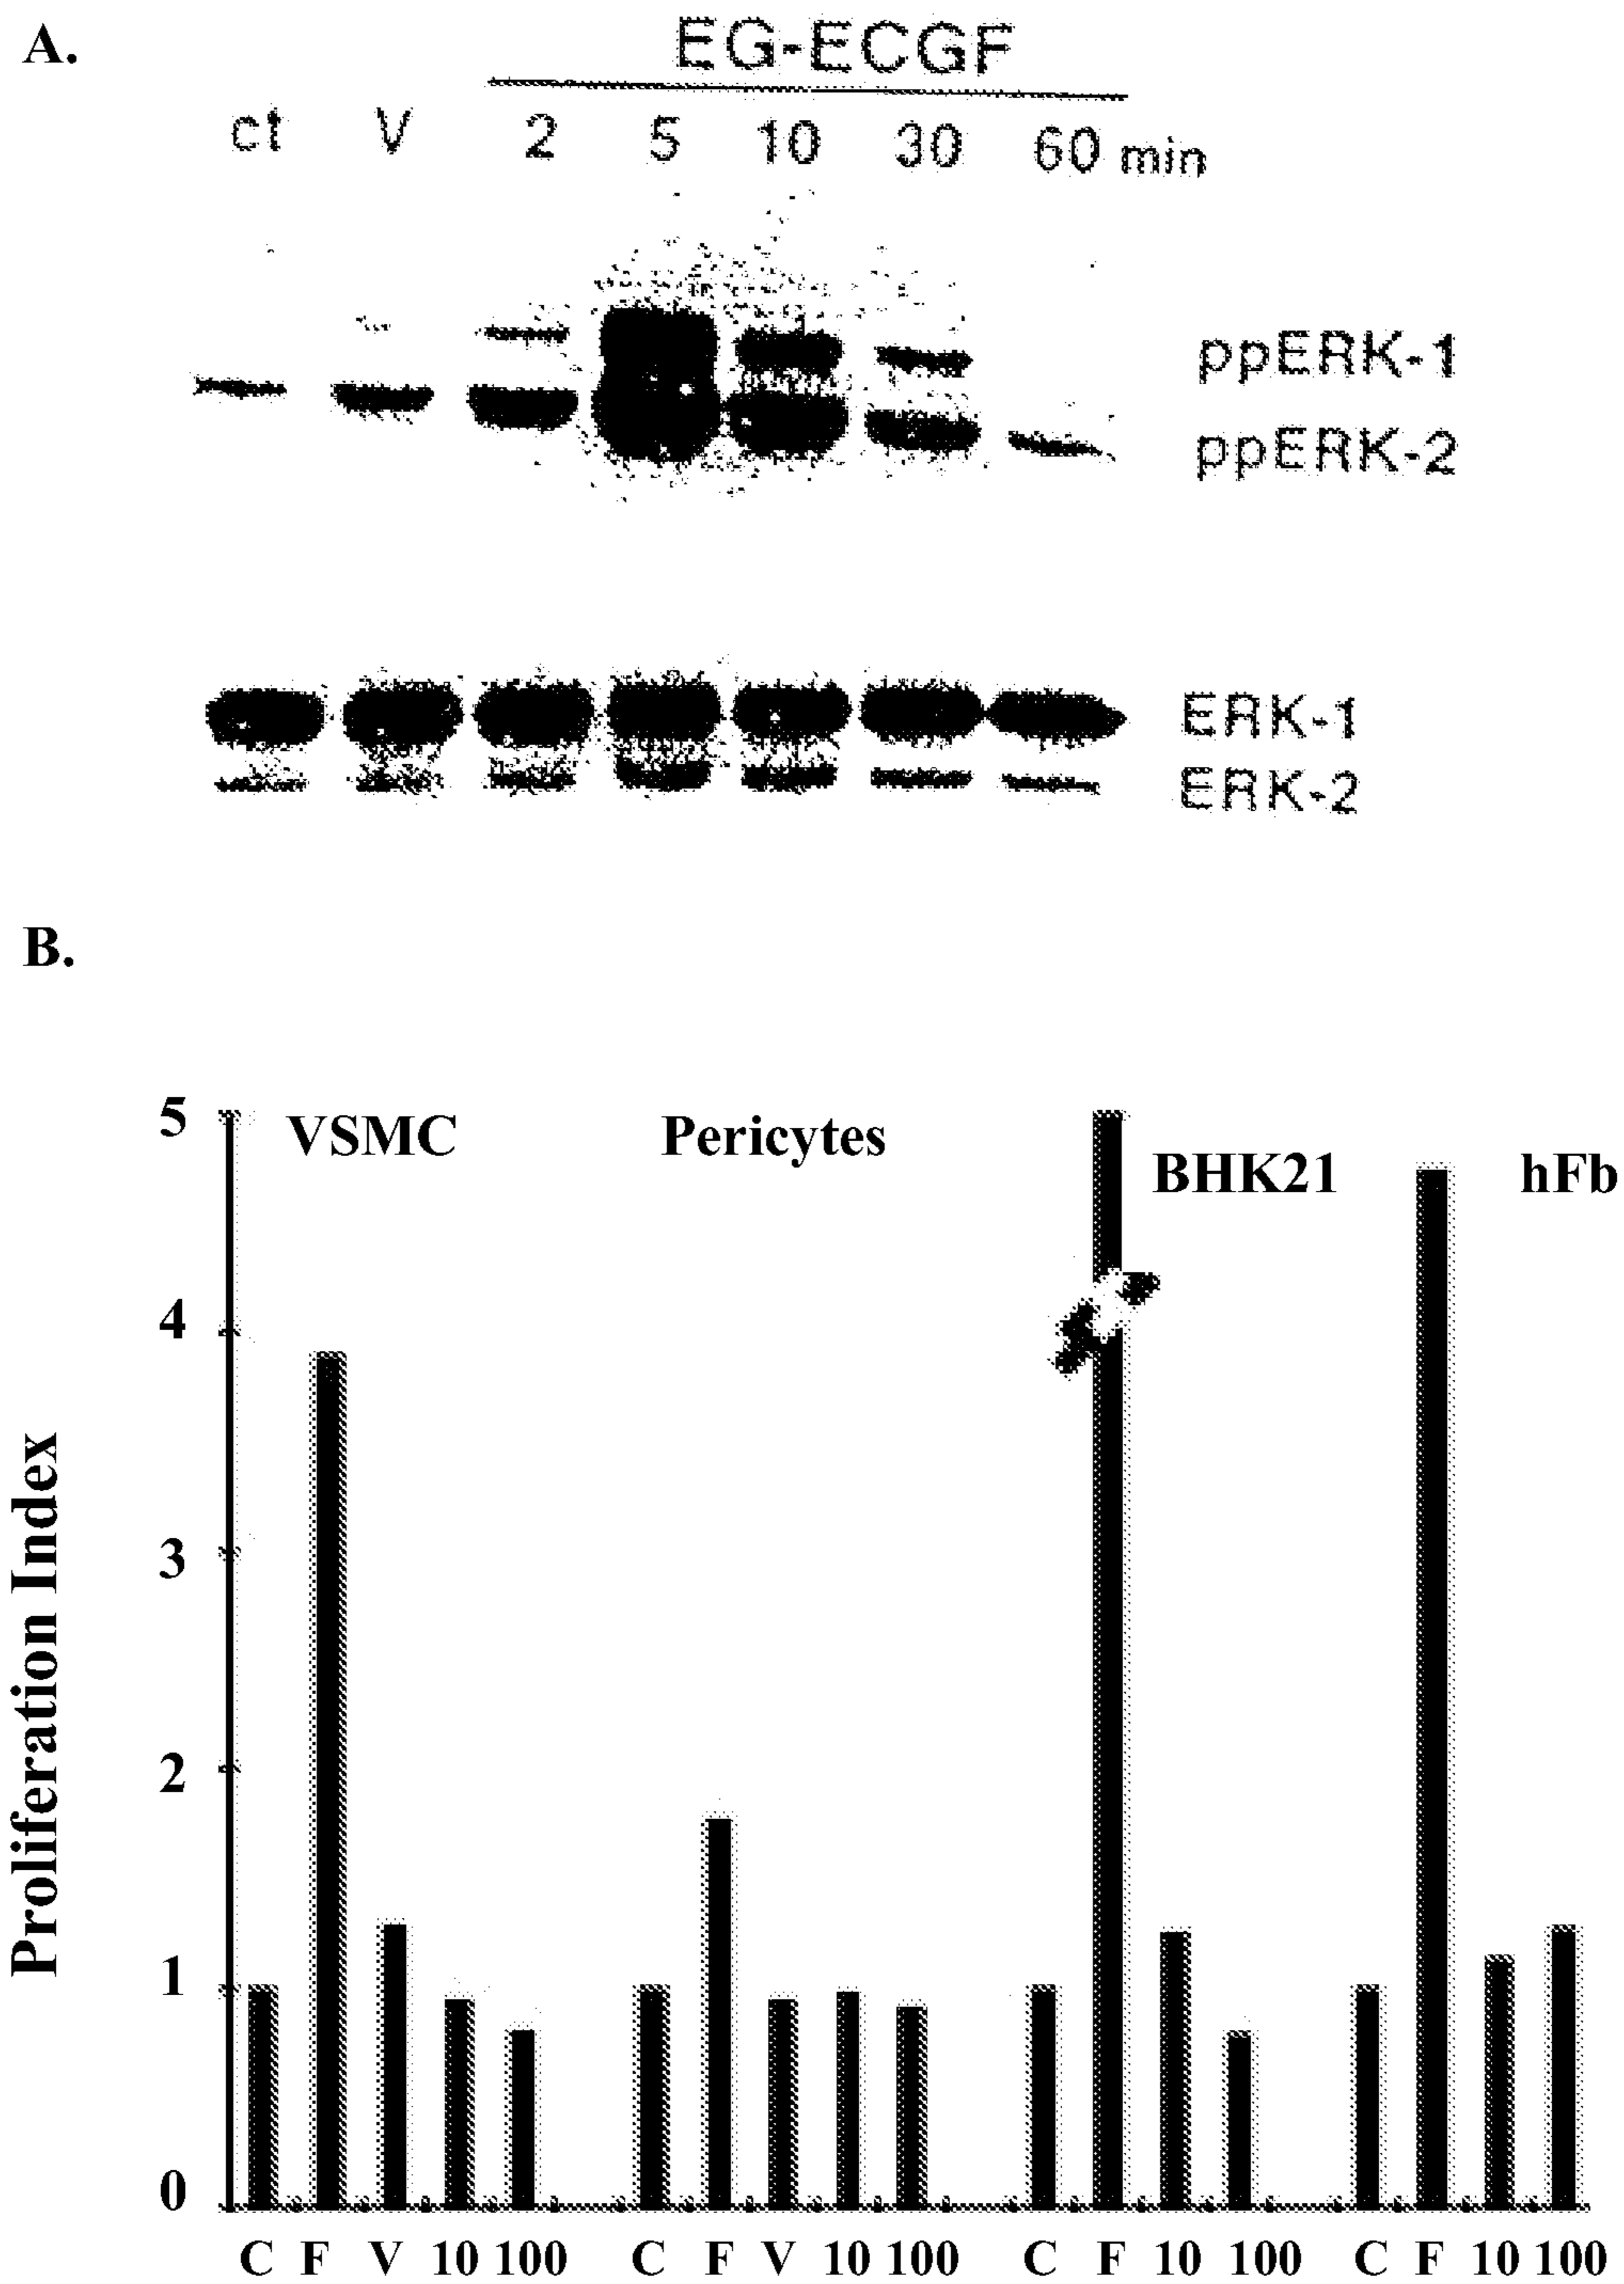 A.
EG-ECGF
ct V 2 5 10 30 60 min
ppERK-1
ppERK-2
ERK-1
ERK-2
B.
5
VSMC
Pericytes
BHK21
hFb
4
3
2
1
0
Proliferation Index
C F V 10 100 C F V 10 100 C F 10 100 C F 10 100